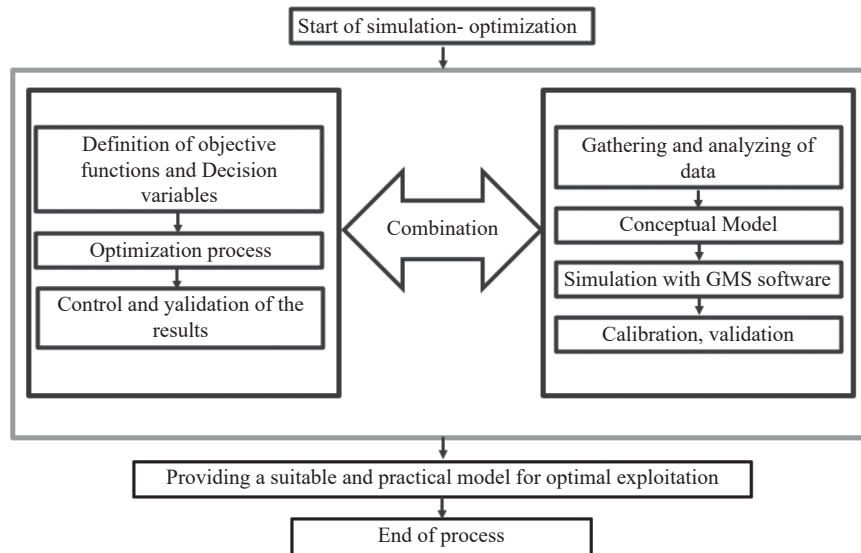 Start of simulation- optimization
Definition of objective
functions and Decision
variables
Optimization process
Control and yalidation of the
results
Combination
Gathering and analyzing of
data
Conceptual Model
Simulation with GMS software
Calibration, validation
Providing a suitable and practical model for optimal exploitation
End of process